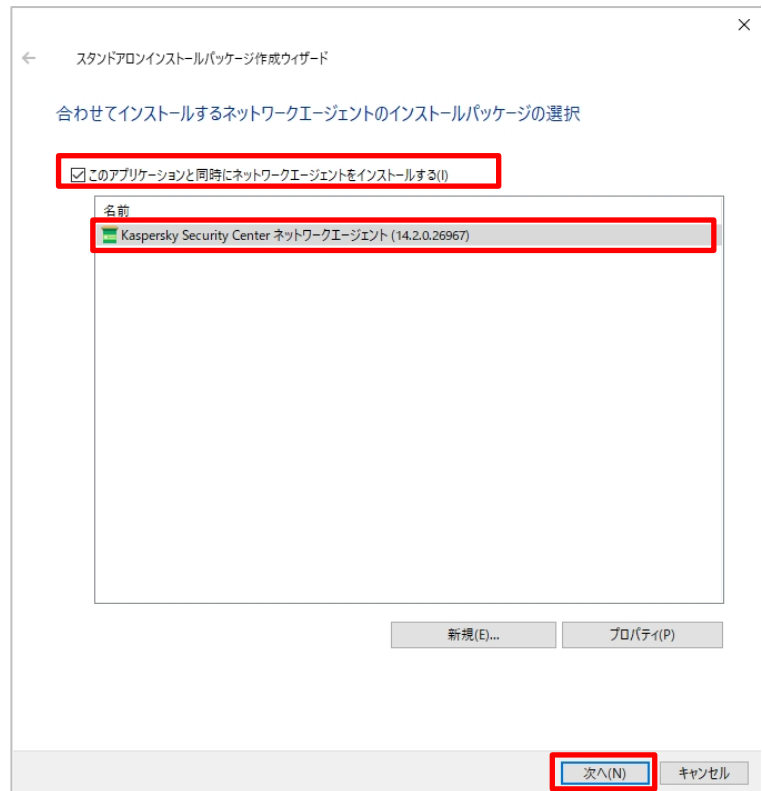 スタンドアロンインストールパッケージ作成ウィザード
合わせてインストールするネットワークエージェントのインストールパッケージの選択
このアプリケーションと同時にネットワークエージェントをインストールする(I)
名前
Kaspersky Security Center ネットワークエージェント (14.2.0.26967)
新規(E)... プロパティ(P)
次へ(N) キャンセル